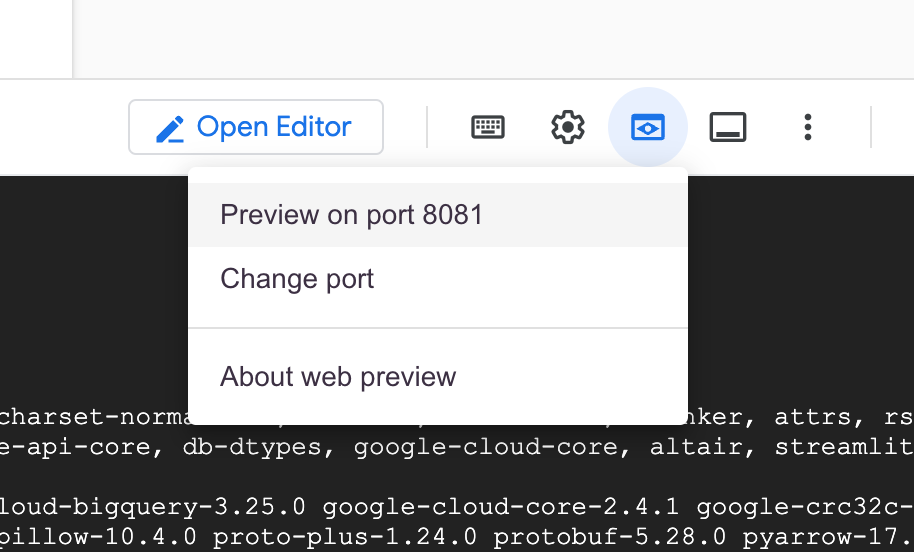 Open Editor
Preview on port 8081
Change port
About web preview
charset-norma nker, attrs, rs
e-api-core, db-dtypes, google-cloud-core, altair, streamlit
loud-bigquery-3.25.0 google-cloud-core-2.4.1 google-crc32c-
pillow-10.4.0 proto-plus-1.24.0 protobuf-5.28.0 pyarrow-17.